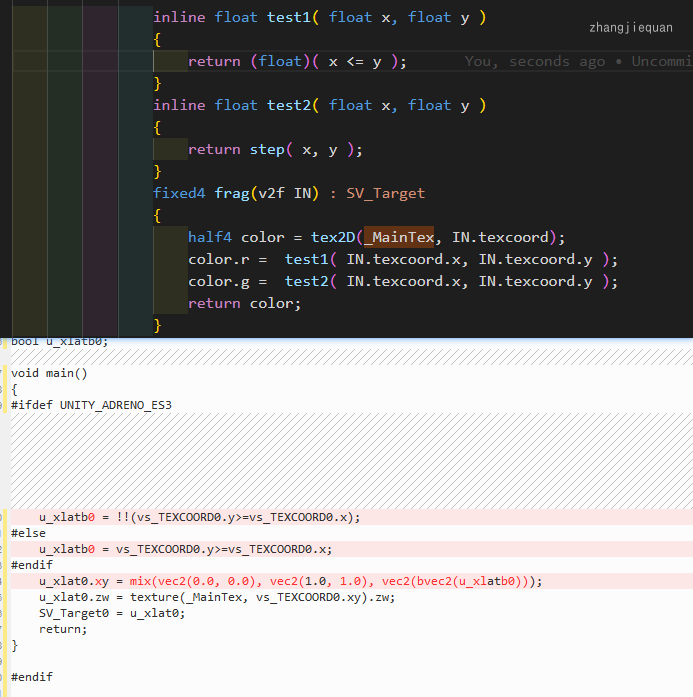 inline float test1( float x, float y )
zhangjiequan
{
return (float)( x <= y );
You, seconds ago • Uncommi
}
inline float test2( float x, float y )
{
return step( x, y );
}
fixed4 frag(v2f IN) : SV_Target
{
half4 color = tex2D(_MainTex, IN.texcoord);
color.r =  test1( IN.texcoord.x, IN.texcoord.y );
color.g =  test2( IN.texcoord.x, IN.texcoord.y );
return color;
}
bool u_xlatb0;
void main()
{
#ifdef UNITY_ADRENO_ES3
u_xlatb0 = !!(vs_TEXCOORD0.y>=vs_TEXCOORD0.x);
#else
u_xlatb0 = vs_TEXCOORD0.y>=vs_TEXCOORD0.x;
#endif
u_xlat0.xy = mix(vec2(0.0, 0.0), vec2(1.0, 1.0), vec2(bvec2(u_xlatb0)));
u_xlat0.zw = texture(_MainTex, vs_TEXCOORD0.xy).zw;
SV_Target0 = u_xlat0;
return;
}
#endif